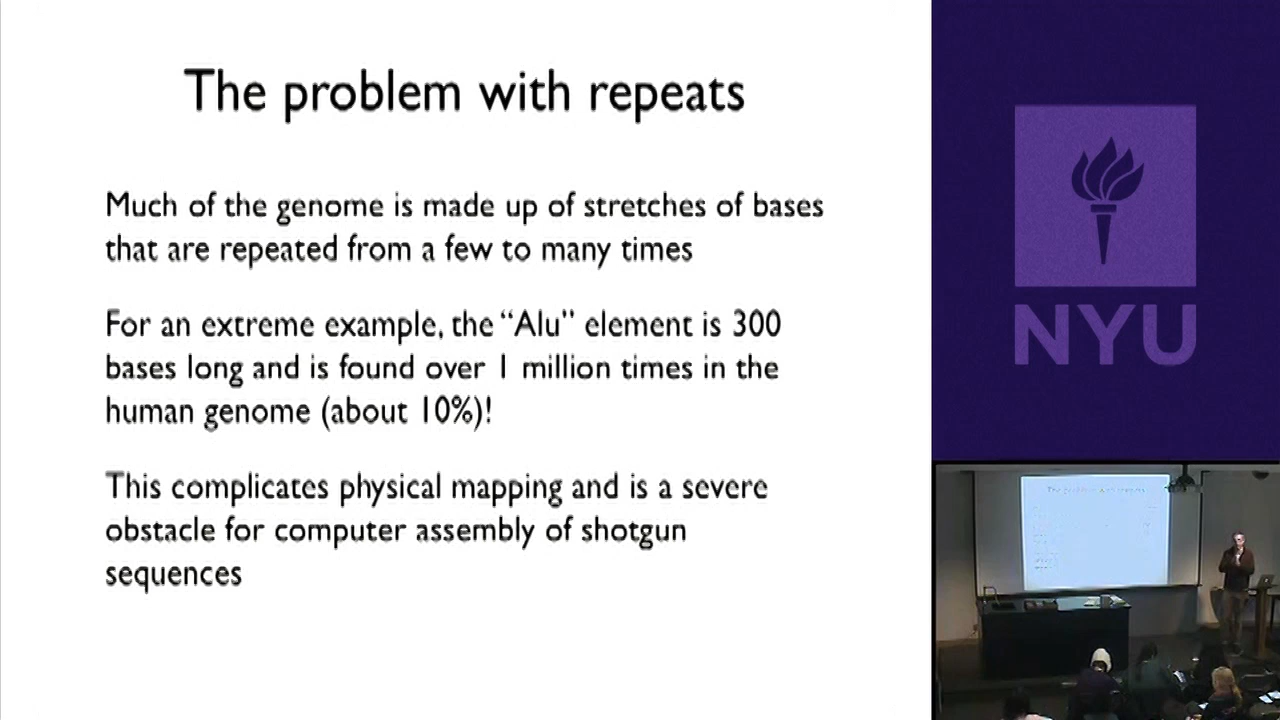 The problem with repeats
Much of the genome is made up of stretches of bases
that are repeated from a few to many times
For an extreme example, the “Alu” element is 300
bases long and is found over 1 million times in the
human genome (about 10%)!
This complicates physical mapping and is a severe
obstacle for computer assembly of shotgun
sequences
NYU